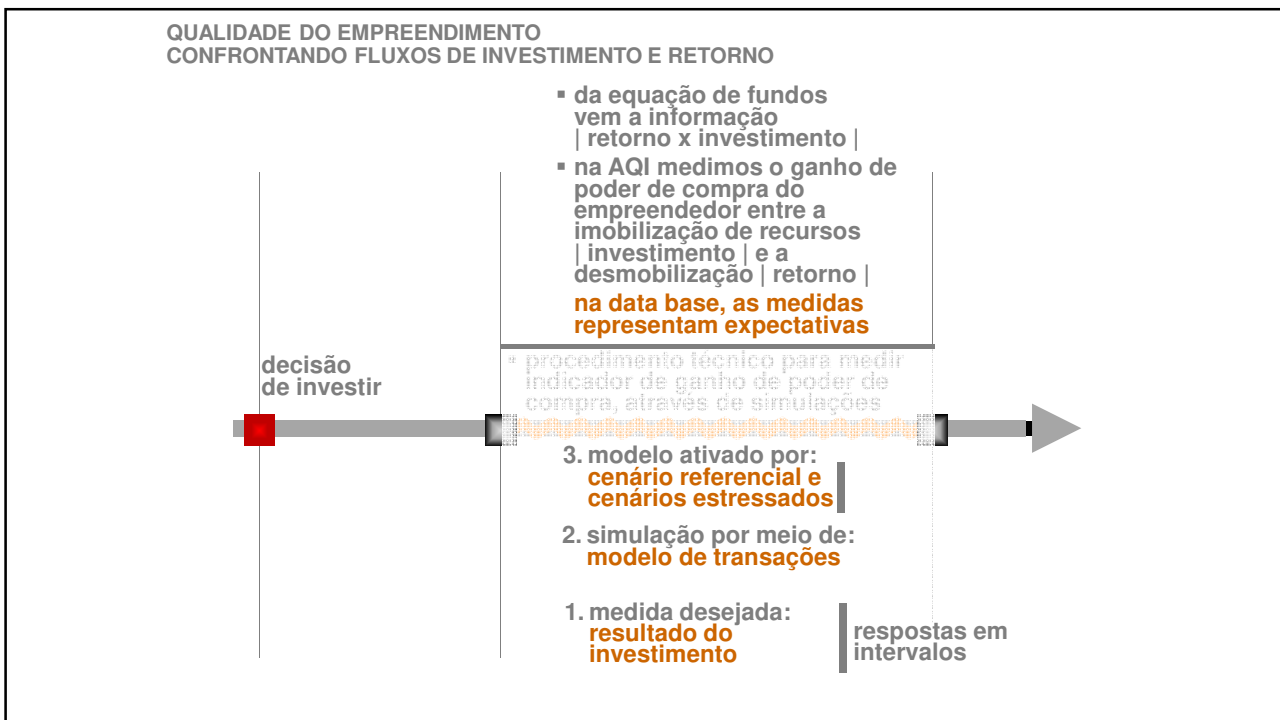 QUALIDADE DO EMPREENDIMENTO
CONFRONTANDO FLUXOS DE INVESTIMENTO E RETORNO
▪ da equação de fundos
vem a informação
| retorno x investimento |
▪ na AQI medimos o ganho de
poder de compra do
empreendedor entre a
imobilização de recursos
| investimento | e a
desmobilização | retorno |
na data base, as medidas
representam expectativas
▪ procedimento técnico para medir
indicador de ganho de poder de
compra, através de simulações
decisão
de investir
3. modelo ativado por:
cenário referencial e
cenários estressados
2. simulação por meio de:
modelo de transações
1. medida desejada:
resultado do
investimento
respostas em
intervalos